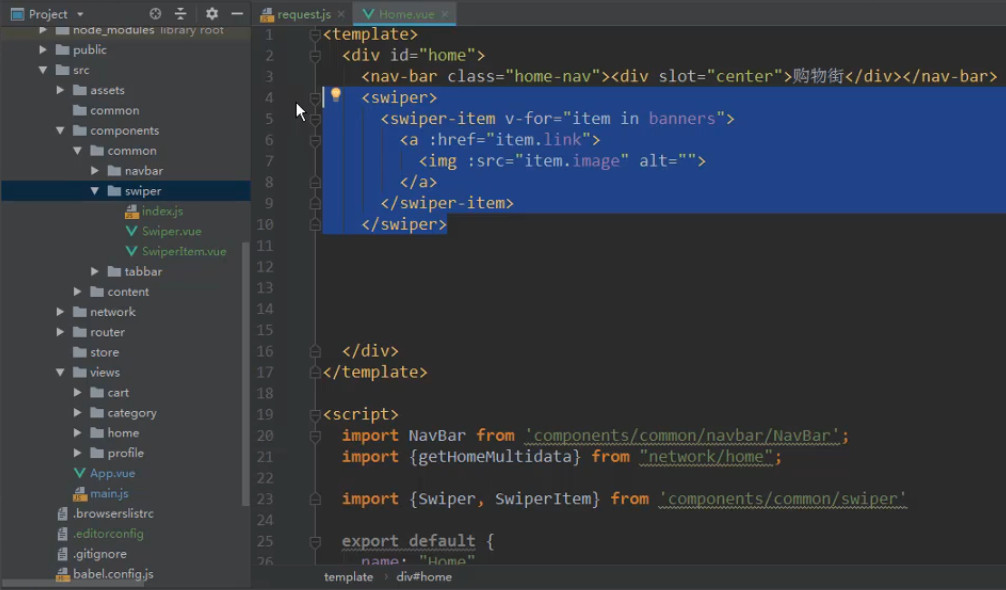 Project
request.js
Home.vue
node_modules library root
public
src
assets
common
components
common
navbar
swiper
index.js
Swiper.vue
SwiperItem.vue
tabbar
content
network
router
store
views
cart
category
home
profile
App.vue
main.js
.browserslistrc
.editorconfig
.gitignore
babel.config.js
1 <template>
2 <div id="home">
3 <nav-bar class="home-nav"><div slot="center">购物街</div></nav-bar>
4 <swiper>
5 <swiper-item v-for="item in banners">
6 <a :href="item.link">
7 <img :src="item.image" alt="">
8 </a>
9 </swiper-item>
10 </swiper>
11
12
13
14
15
16 </div>
17 </template>
18
19 <script>
20 import NavBar from 'components/common/navbar/NavBar';
21 import {getHomeMultidata} from "network/home";
22
23 import {Swiper, SwiperItem} from 'components/common/swiper'
24
25 export default {
26 name: "Home"
template › div#home